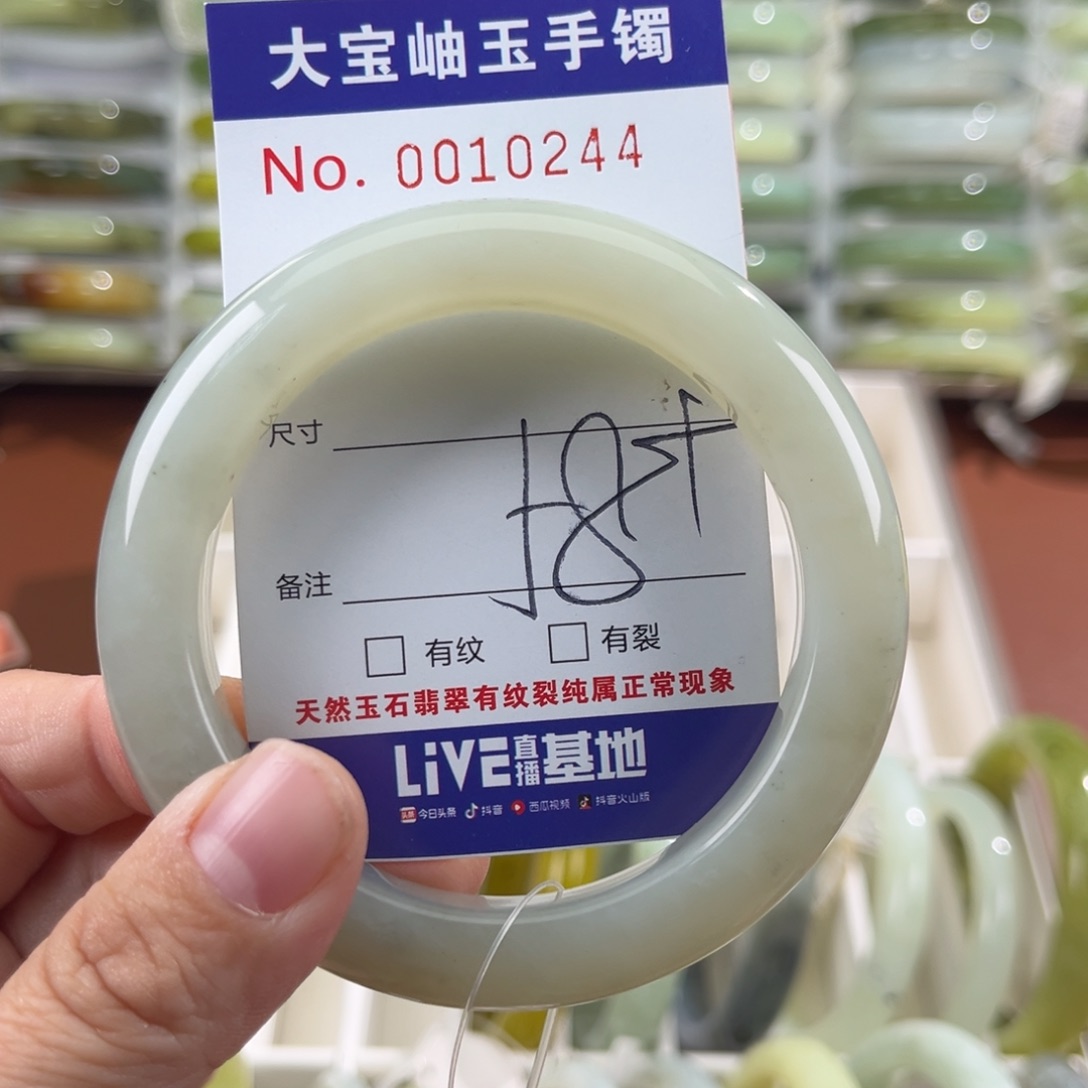 大宝岫玉手镯
No. 0010244
尺寸
备注
有纹 有裂
天然玉石翡翠有纹裂纯属正常现象
LiVE直播基地
今日头条 抖音 西瓜视频 抖音火山版